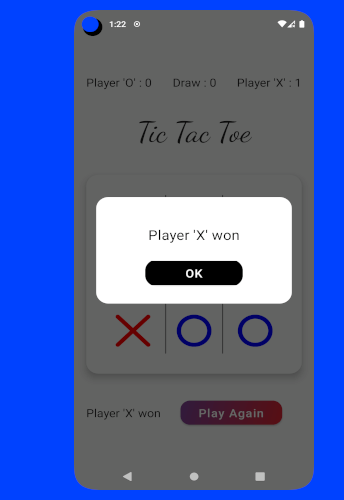 1:22
Player 'O' : 0 Draw : 0 Player 'X' : 1
Tic Tac Toe
Player 'X' won
OK
Player 'X' won Play Again